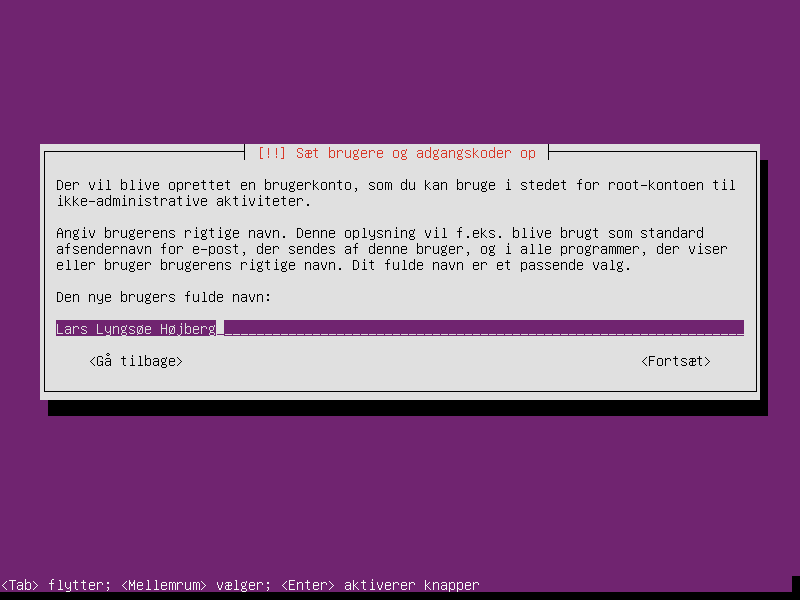 [!!] Sæt brugere og adgangskoder op
Der vil blive oprettet en brugerkonto, som du kan bruge i stedet for root-kontoen til
ikke-administrative aktiviteter.
Angiv brugerens rigtige navn. Denne oplysning vil f.eks. blive brugt som standard
afsendernavn for e-post, der sendes af denne bruger, og i alle programmer, der viser
eller bruger brugerens rigtige navn. Dit fulde navn er et passende valg.
Den nye brugers fulde navn:
Lars Lyngsøe Højberg
<Gå tilbage> <Fortsæt>
<Tab> flytter; <Mellemrum> vælger; <Enter> aktiverer knapper